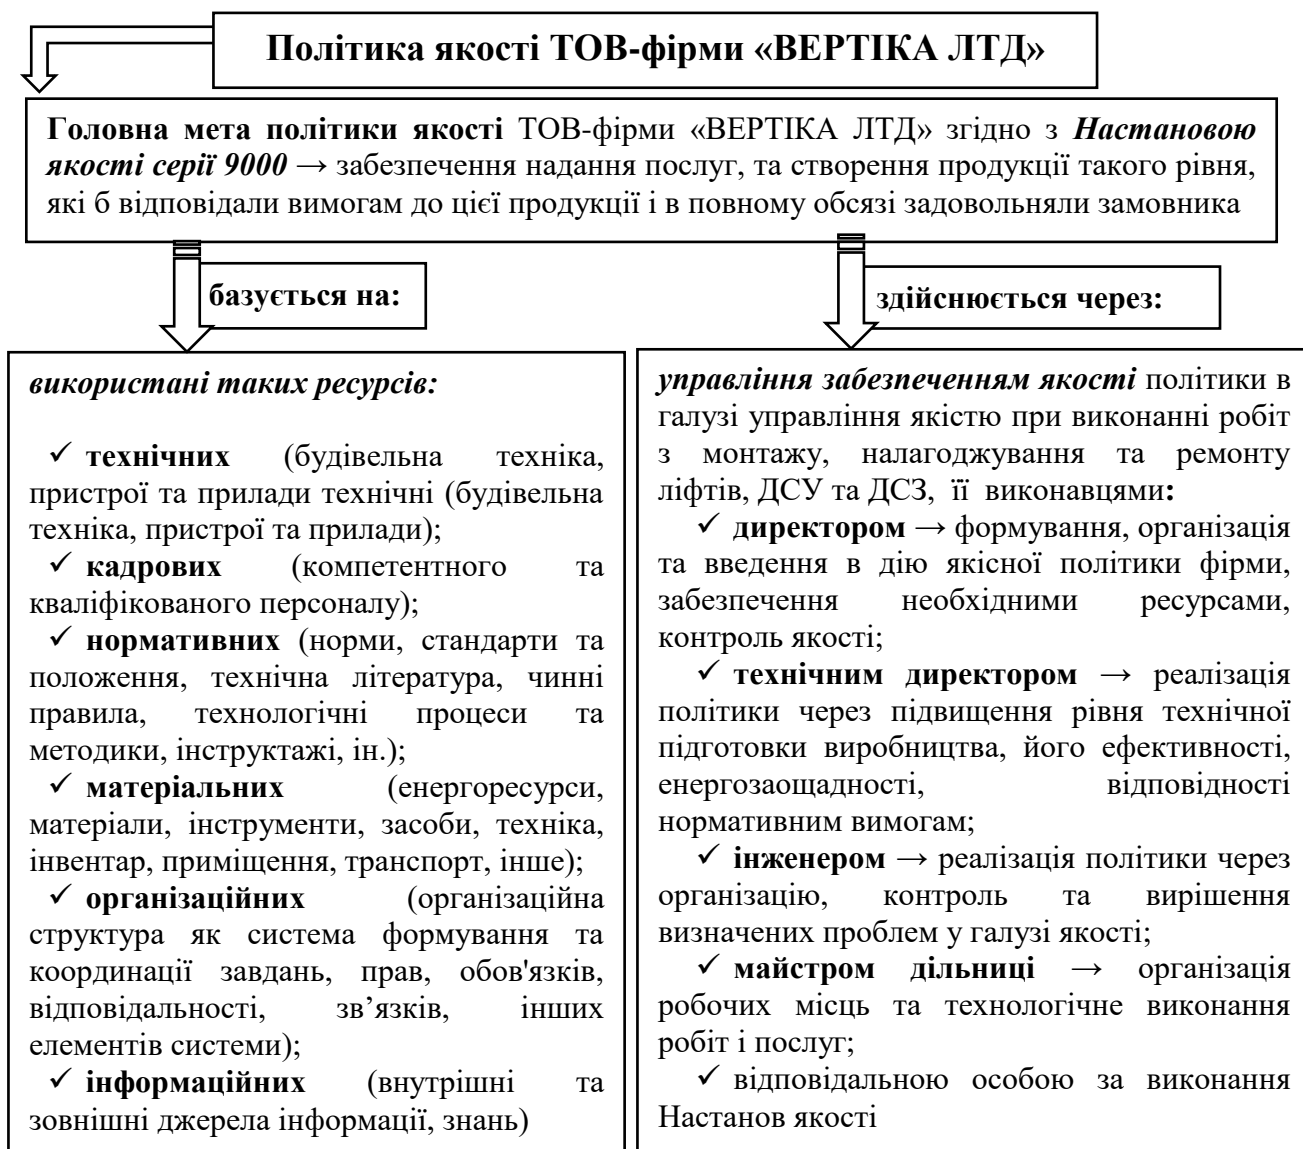 Політика якості ТОВ-фірми «ВЕРТІКА ЛТД»
Головна мета політики якості ТОВ-фірми «ВЕРТІКА ЛТД» згідно з Настановою
якості серії 9000 → забезпечення надання послуг, та створення продукції такого рівня,
які б відповідали вимогам до цієї продукції і в повному обсязі задовольняли замовника
базується на:
здійснюється через:
використані таких ресурсів:
✓ технічних (будівельна техніка,
пристрої та прилади технічні (будівельна
техніка, пристрої та прилади);
✓ кадрових (компетентного та
кваліфікованого персоналу);
✓ нормативних (норми, стандарти та
положення, технічна література, чинні
правила, технологічні процеси та
методики, інструктажі, ін.);
✓ матеріальних (енергоресурси,
матеріали, інструменти, засоби, техніка,
інвентар, приміщення, транспорт, інше);
✓ організаційних (організаційна
структура як система формування та
координації завдань, прав, обов'язків,
відповідальності, зв’язків, інших
елементів системи);
✓ інформаційних (внутрішні та
зовнішні джерела інформації, знань)
управління забезпеченням якості політики в
галузі управління якістю при виконанні робіт
з монтажу, налагоджування та ремонту
ліфтів, ДСУ та ДСЗ, її виконавцями:
✓ директором → формування, організація
та введення в дію якісної політики фірми,
забезпечення необхідними ресурсами,
контроль якості;
✓ технічним директором → реалізація
політики через підвищення рівня технічної
підготовки виробництва, його ефективності,
енергозаощадності, відповідності
нормативним вимогам;
✓ інженером → реалізація політики через
організацію, контроль та вирішення
визначених проблем у галузі якості;
✓ майстром дільниці → організація
робочих місць та технологічне виконання
робіт і послуг;
✓ відповідальною особою за виконання
Настанов якості